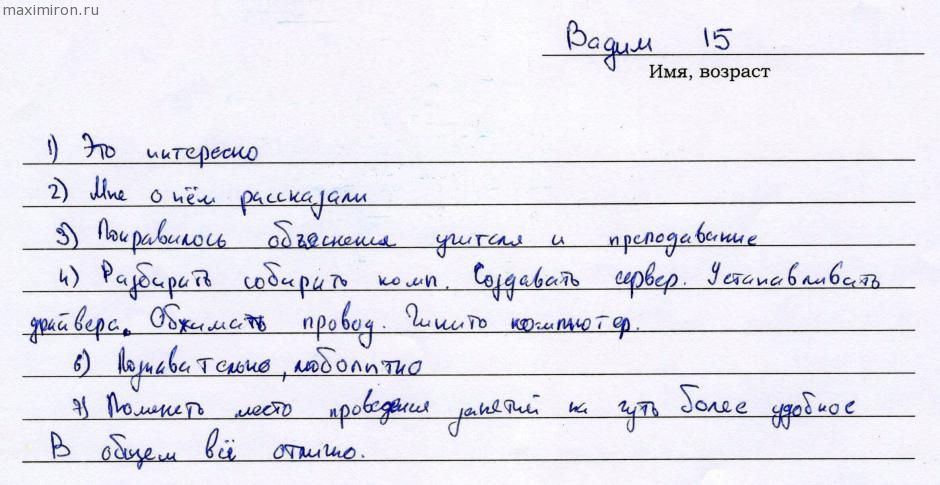 maximiron.ru
Вадим 15
Имя, возраст
1) Это интересно
2) Мне о нём рассказали
3) Понравилось объяснения учителя и преподавание
4) Разбирать собирать комп. Создавать сервер. Устанавливать
драйвера. Обжимать провод. Чинить компьютер.
6) Познавательно, любопытно
7) Поменять место проведения занятий на чуть более удобное
В общем всё отлично.